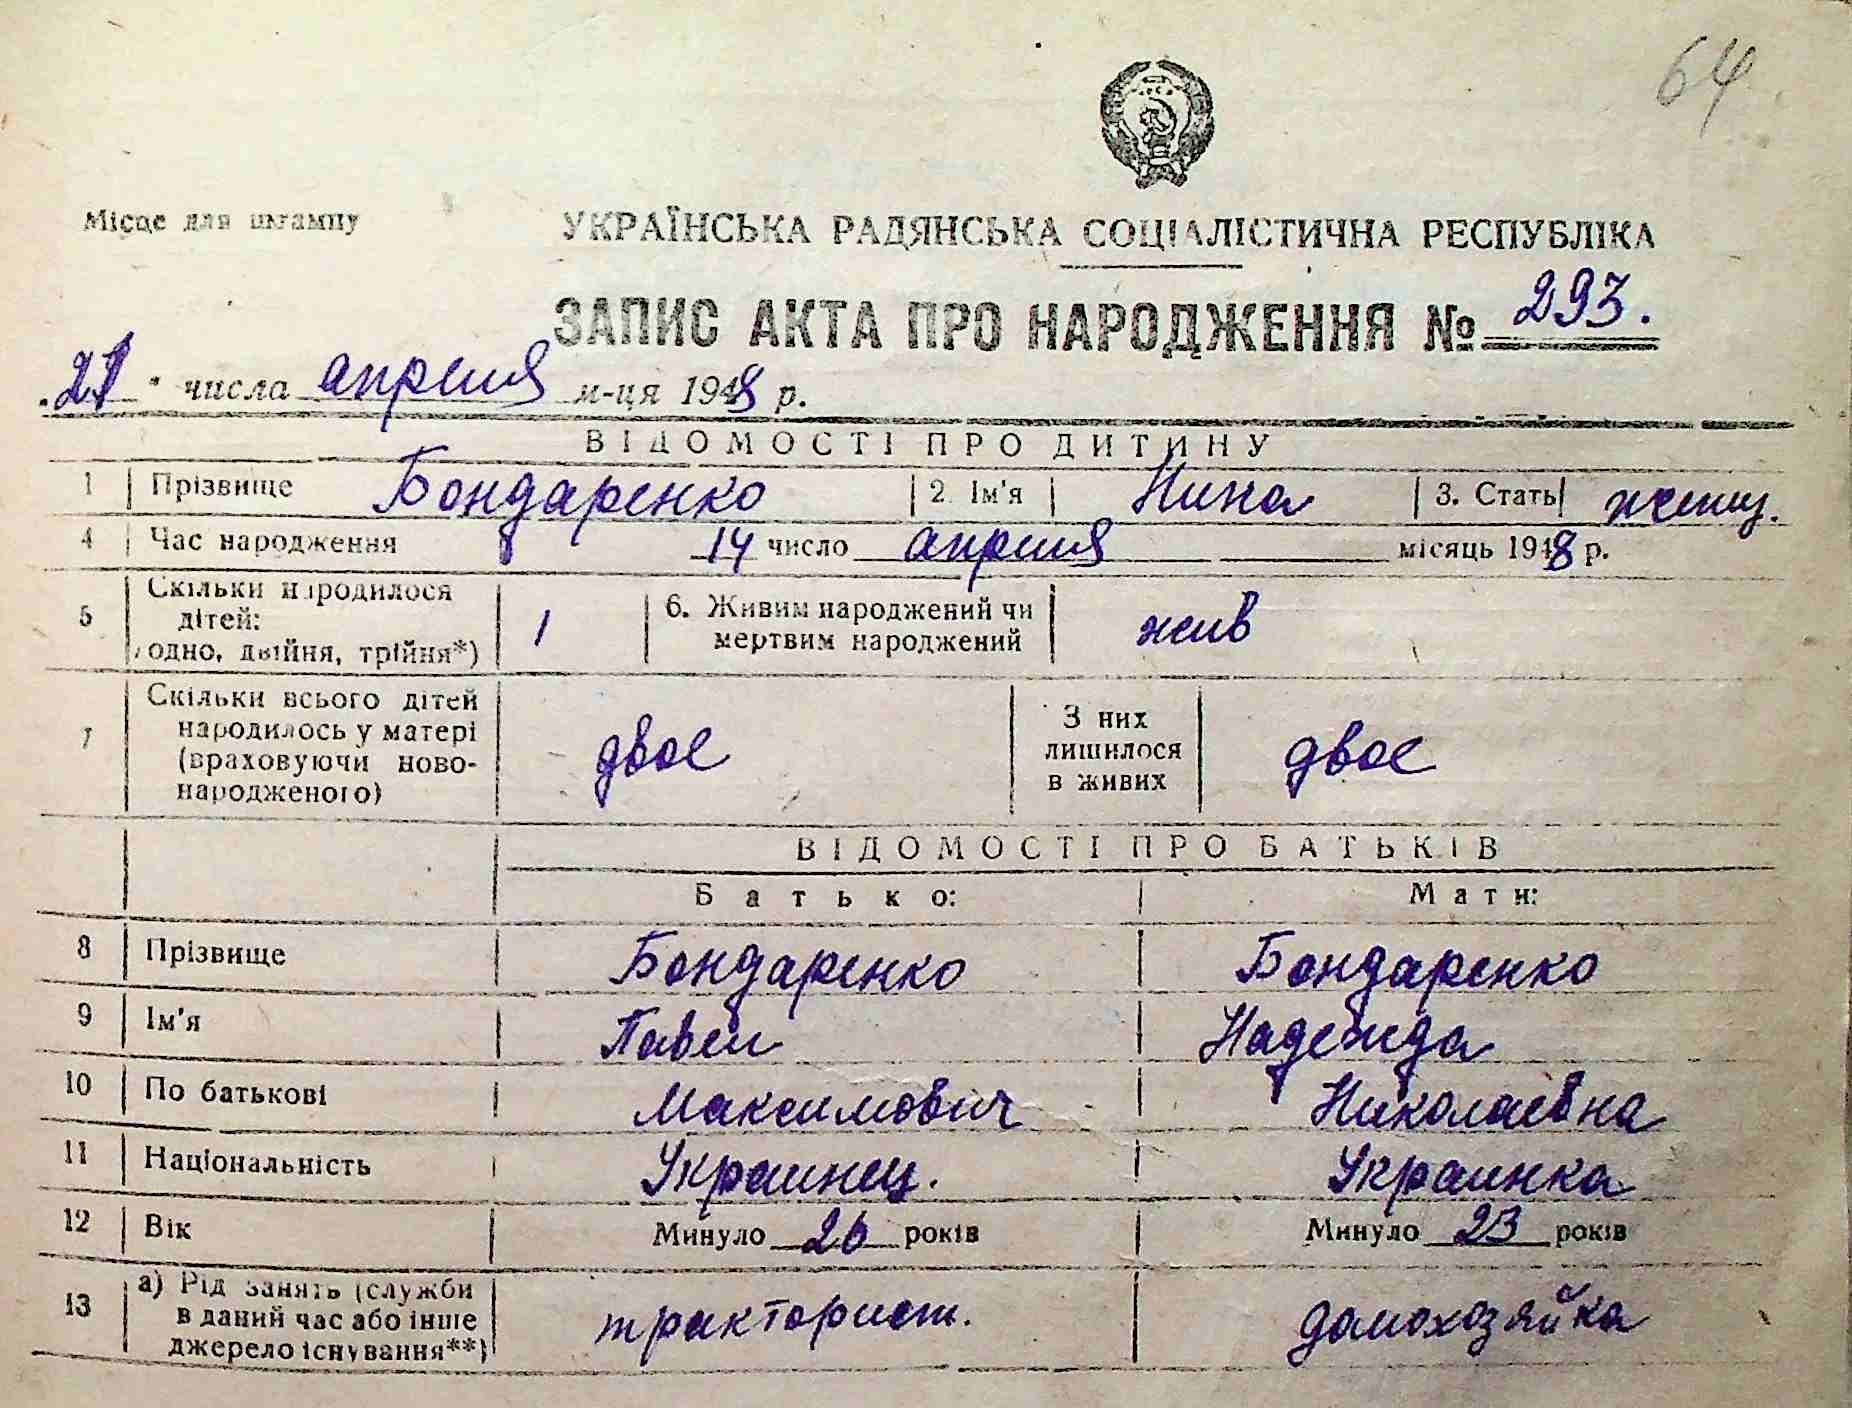 64
Місце для штампу
УКРАЇНСЬКА РАДЯНСЬКА СОЦІАЛІСТИЧНА РЕСПУБЛІКА
ЗАПИС АКТА ПРО НАРОДЖЕННЯ № 293.
21 числа апреля м-ця 1948 р.
ВІДОМОСТІ ПРО ДИТИНУ
1 Прізвище Бондаренко 2. Ім'я Нина 3. Стать женщ.
4 Час народження 14 число апреля місяць 1948 р.
5 Скільки народилося дітей: (одно, двійня, трійня*) 1 6. Живим народжений чи мертвим народжений жив
7 Скільки всього дітей народилось у матері (враховуючи новонародженого) двое З них лишилося в живих двое
ВІДОМОСТІ ПРО БАТЬКІВ
Батько: Мати:
8 Прізвище Бондаренко Бондаренко
9 Ім'я Павел Надежда
10 По батькові Максимович Николаевна
11 Національність Украинец. Украинка
12 Вік Минуло 26 років Минуло 23 років
13 а) Рід занять (служби в даний час або інше джерело існування**) тракторист. домохозяйка